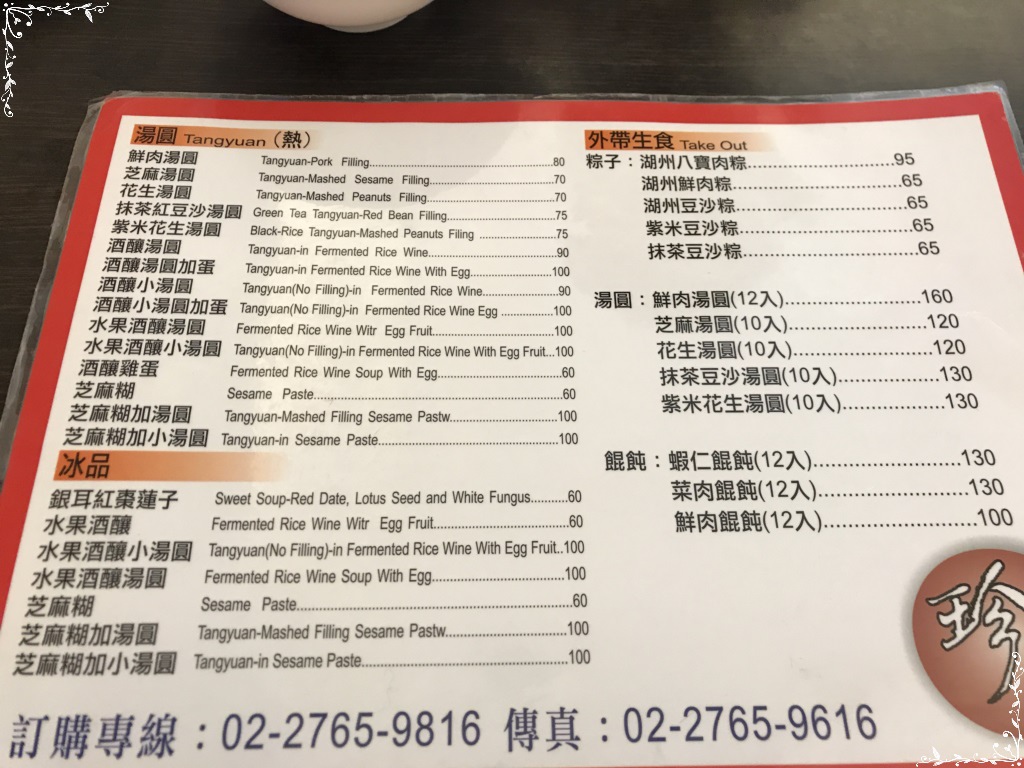 湯圓 Tangyuan (熱)
鮮肉湯圓 Tangyuan-Pork Filling 80
芝麻湯圓 Tangyuan-Mashed Sesame Filling 70
花生湯圓 Tangyuan-Mashed Peanuts Filling 70
抹茶紅豆沙湯圓 Green Tea Tangyuan-Red Bean Filling 75
紫米花生湯圓 Black-Rice Tangyuan-Mashed Peanuts Filing 75
酒釀湯圓 Tangyuan-in Fermented Rice Wine 90
酒釀湯圓加蛋 Tangyuan-in Fermented Rice Wine With Egg 100
酒釀小湯圓 Tangyuan(No Filling)-in Fermented Rice Wine 90
酒釀小湯圓加蛋 Tangyuan(No Filling)-in Fermented Rice Wine Egg 100
水果酒釀湯圓 Fermented Rice Wine Witr Egg Fruit 100
水果酒釀小湯圓 Tangyuan(No Filling)-in Fermented Rice Wine With Egg Fruit 100
酒釀雞蛋 Fermented Rice Wine Soup With Egg 60
芝麻糊 Sesame Paste 60
芝麻糊加湯圓 Tangyuan-Mashed Filling Sesame Pastw 100
芝麻糊加小湯圓 Tangyuan-in Sesame Paste 100
冰品
銀耳紅棗蓮子 Sweet Soup-Red Date, Lotus Seed and White Fungus 60
水果酒釀 Fermented Rice Wine Witr Egg Fruit 60
水果酒釀小湯圓 Tangyuan(No Filling)-in Fermented Rice Wine With Egg Fruit 100
水果酒釀湯圓 Fermented Rice Wine Soup With Egg 100
芝麻糊 Sesame Paste 60
芝麻糊加湯圓 Tangyuan-Mashed Filling Sesame Pastw 100
芝麻糊加小湯圓 Tangyuan-in Sesame Paste 100
外帶生食 Take Out
粽子：湖州八寶肉粽 95
湖州鮮肉粽 65
湖州豆沙粽 65
紫米豆沙粽 65
抹茶豆沙粽 65
湯圓：鮮肉湯圓(12入) 160
芝麻湯圓(10入) 120
花生湯圓(10入) 120
抹茶豆沙湯圓(10入) 130
紫米花生湯圓(10入) 130
餛飩：蝦仁餛飩(12入) 130
菜肉餛飩(12入) 130
鮮肉餛飩(12入) 100
珍
訂購專線：02-2765-9816 傳真：02-2765-9616